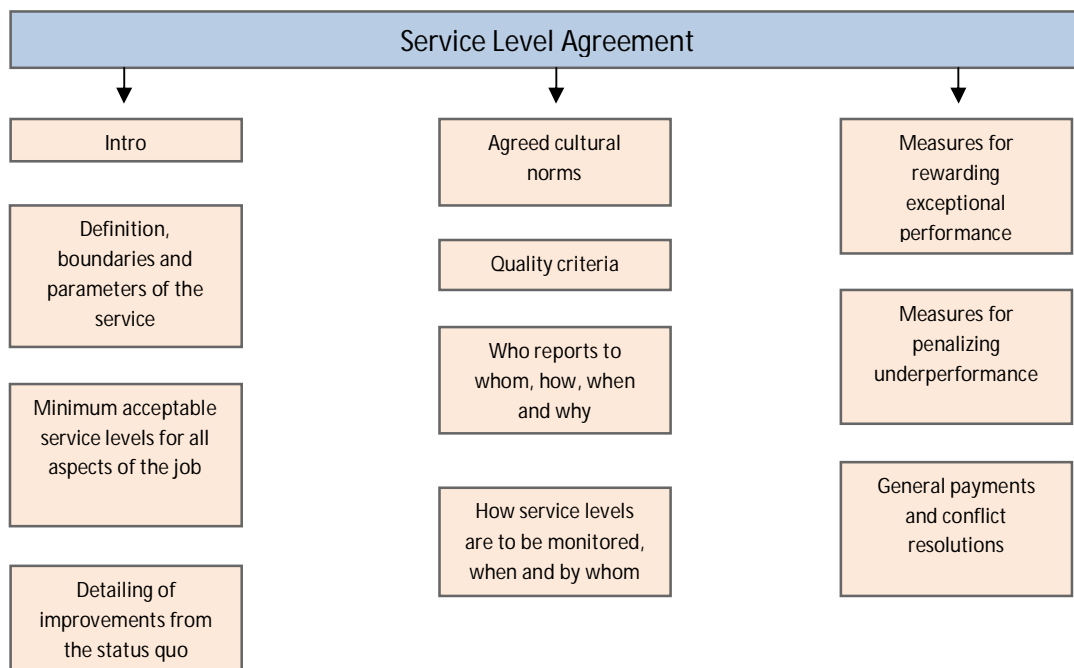 Service Level Agreement
Intro
Definition,
boundaries and
parameters of the
service
Minimum acceptable
service levels for all
aspects of the job
Detailing of
improvements from
the status quo
Agreed cultural
norms
Quality criteria
Who reports to
whom, how, when
and why
How service levels
are to be monitored,
when and by whom
Measures for
rewarding
exceptional
performance
Measures for
penalizing
underperformance
General payments
and conflict
resolutions